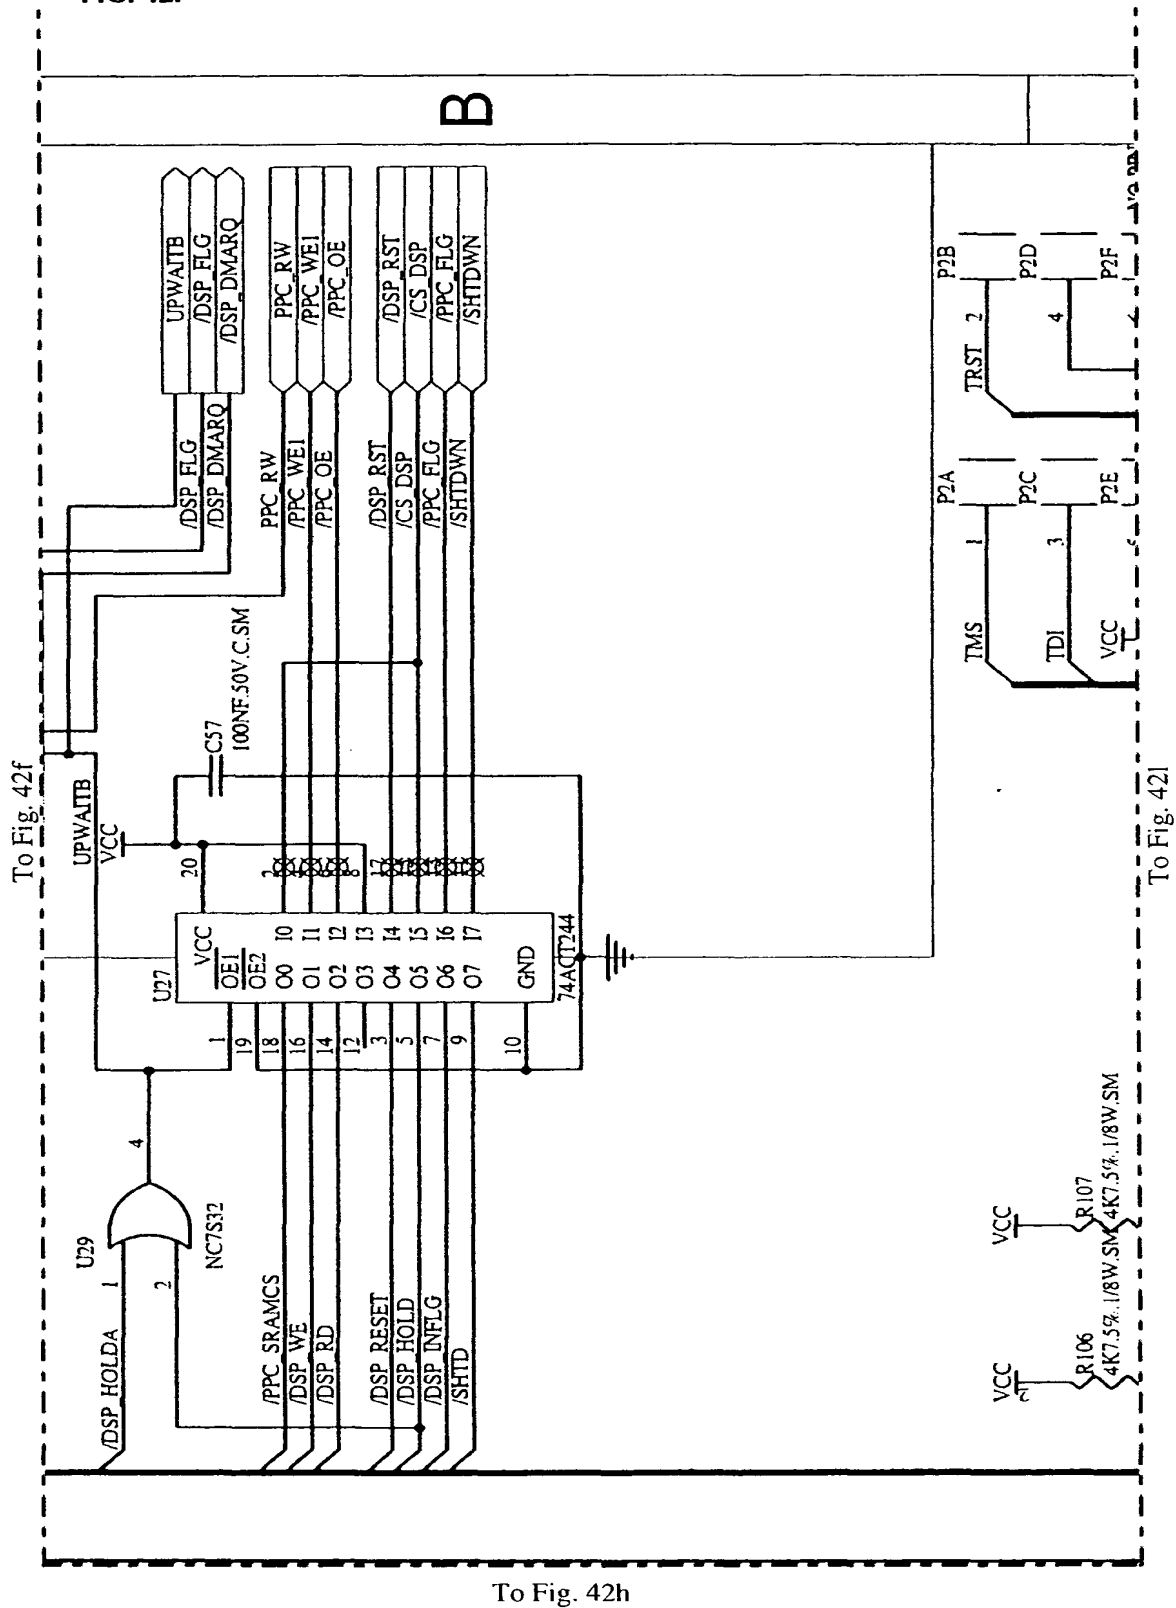 To Fig. 42f
B
UPWAITB
/DSP_FLG
/DSP_DMARQ
PPC_RW
/PPC_WE1
/PPC_OE
/DSP_RST
/CS_DSP
/PPC_FLG
/SHTDWN
/DSP_FLG
/DSP_DMARQ
PPC_RW
/PPC_WE1
/PPC_OE
/DSP_RST
/CS_DSP
/PPC_FLG
/SHTDWN
C57
100NF.50V.C.SM
UPWAITB
VCC
20
2
6
8
17
U27
VCC
OE1
OE2
O0 I0
O1 I1
O2 I2
O3 I3
O4 I4
O5 I5
O6 I6
O7 I7
GND
74ACT244
1
19
18
16
14
12
3
5
7
9
10
4
U29
NC7S32
1
2
/DSP_HOLDA
/PPC_SRAMCS
/DSP_WE
/DSP_RD
/DSP_RESET
/DSP_HOLD
/DSP_INFLG
/SHTD
P2B
P2D
P2F
2
4
TRST
P2A
P2C
P2E
1
3
TMS
TDI
VCC
VCC
R107
4K7.5%.1/8W.SM
VCC
R106
4K7.5%.1/8W.SM
To Fig. 42l
To Fig. 42h